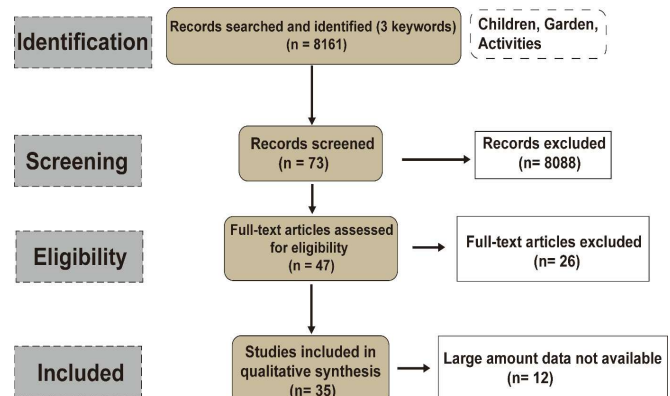 Identification
Records searched and identified (3 keywords)
(n = 8161)
Children, Garden,
Activities
Screening
Records screened
(n = 73)
Records excluded
(n= 8088)
Eligibility
Full-text articles assessed
for eligibility
(n = 47)
Full-text articles excluded
(n= 26)
Included
Studies included in
qualitative synthesis
(n= 35)
Large amount data not available
(n= 12)